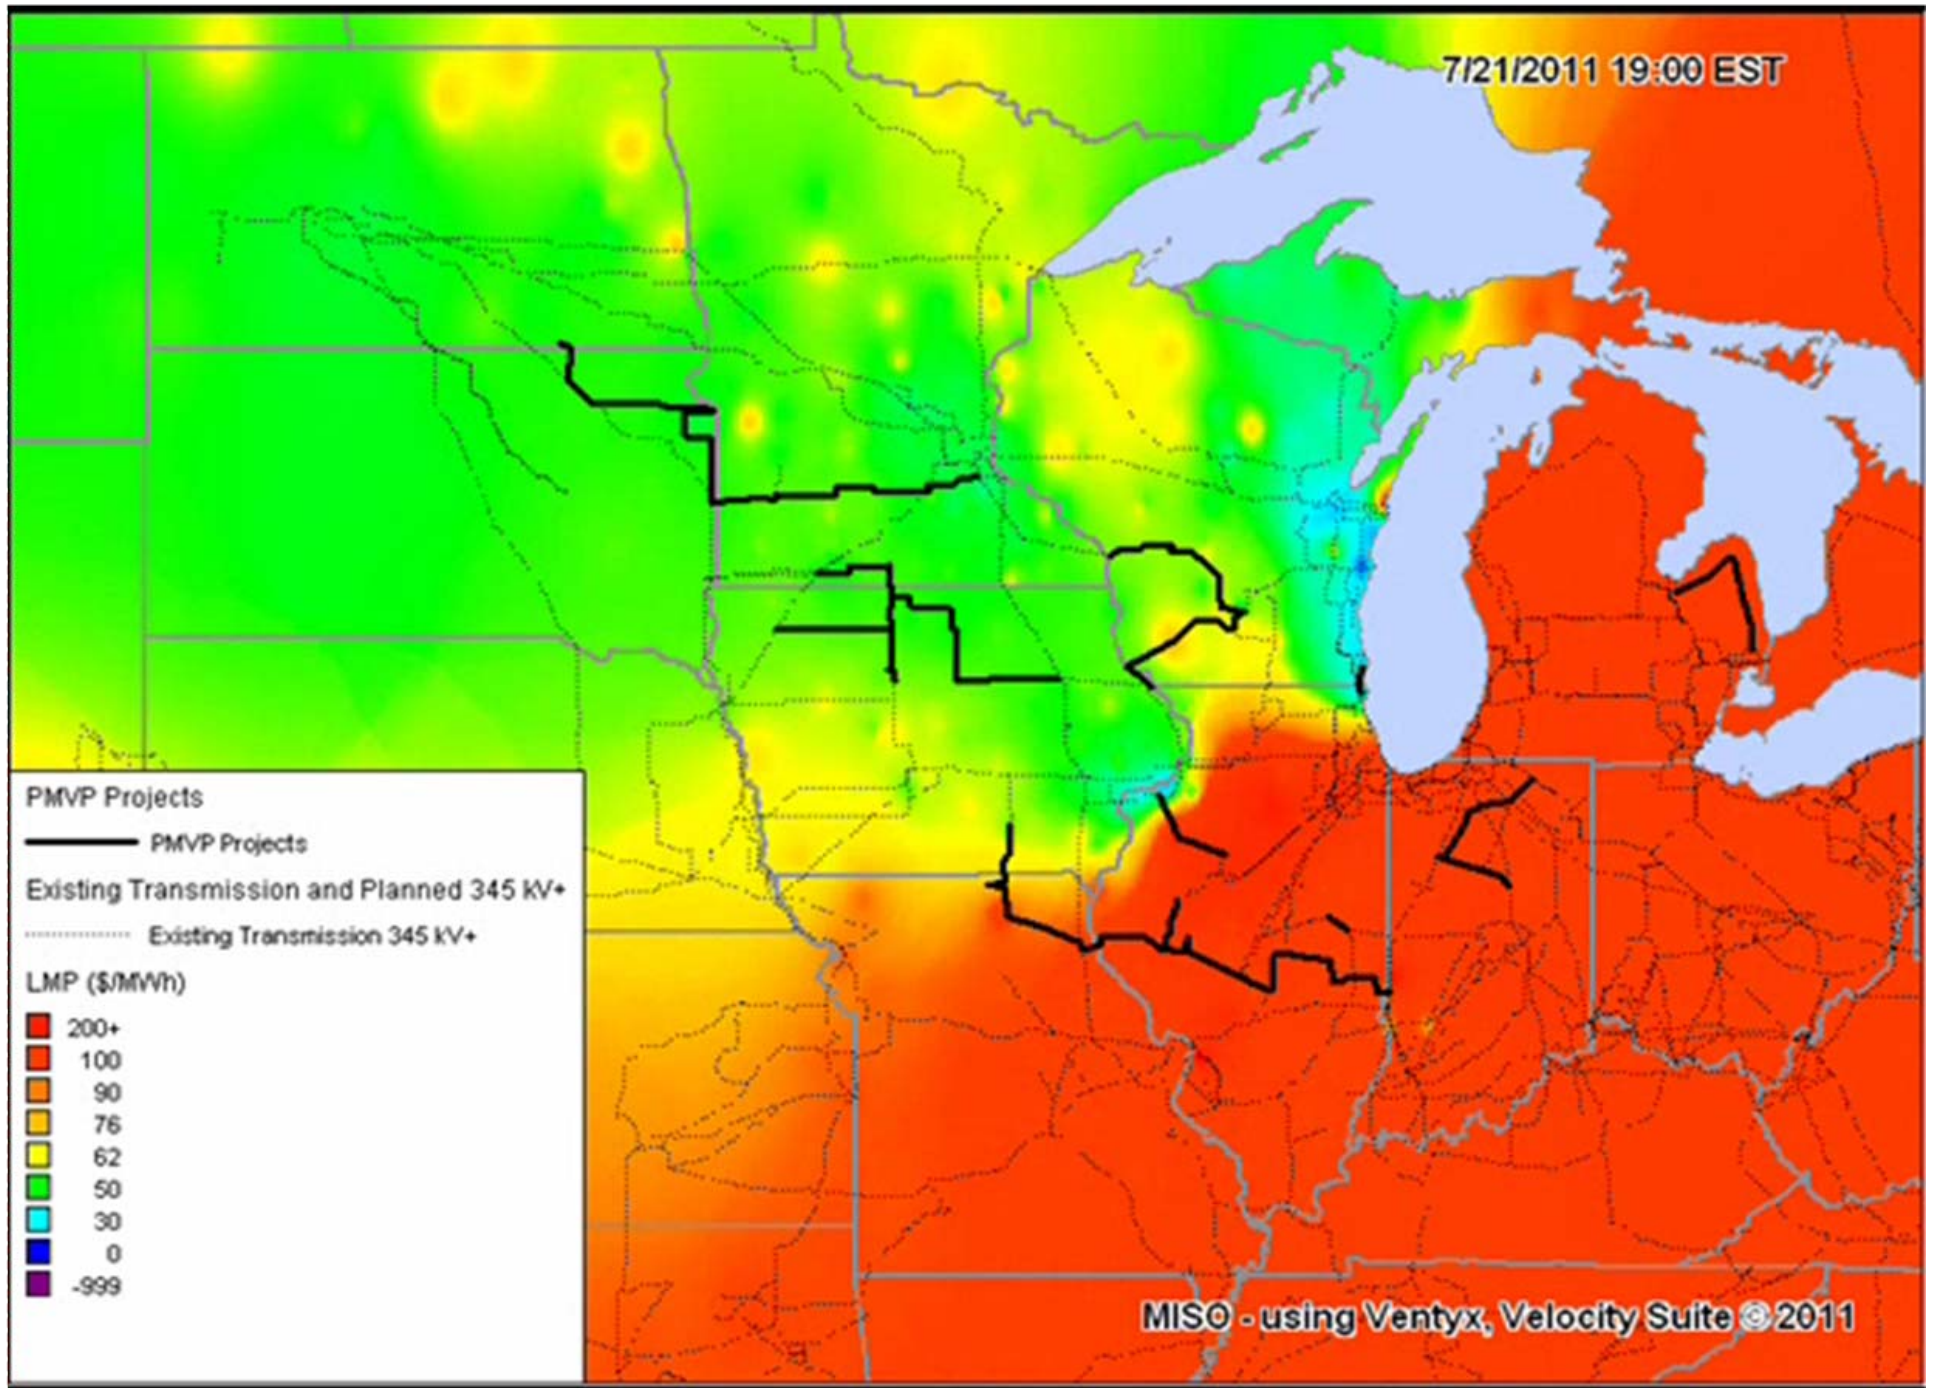 7/21/2011 19:00 EST
PMVP Projects
PMVP Projects
Existing Transmission and Planned 345 kV+
Existing Transmission 345 kV+
LMP ($/MWh)
200+
100
90
76
62
50
30
0
-999
MISO - using Ventyx, Velocity Suite © 2011